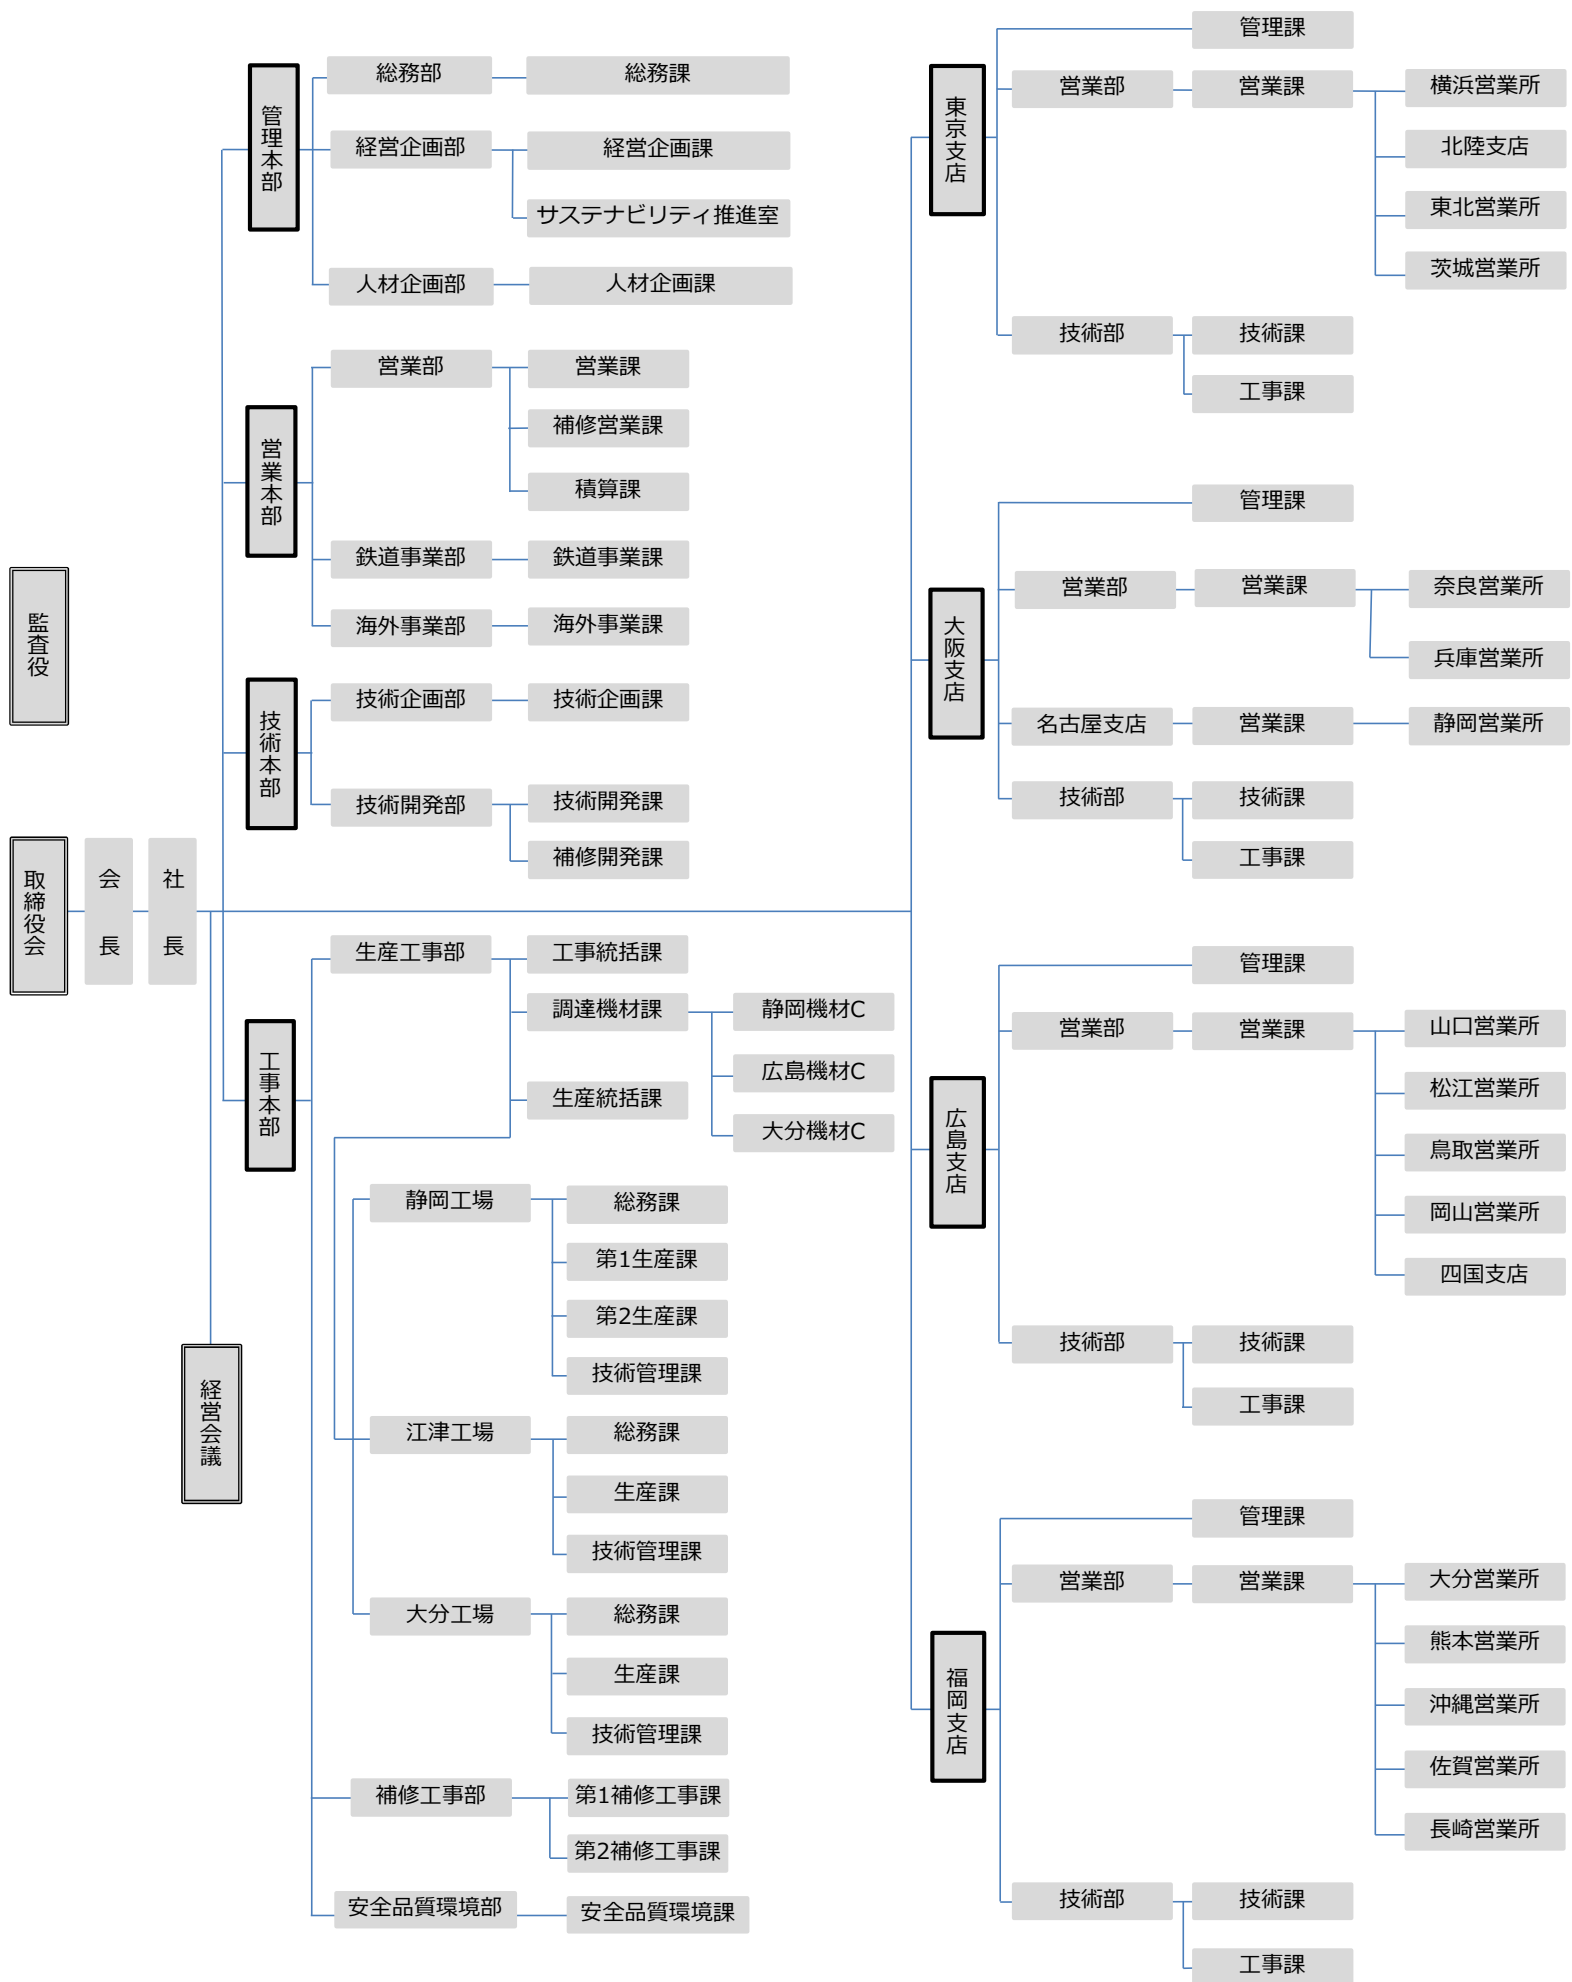 監査役
取締役会
会長
社長
経営会議
管理本部
総務部
総務課
経営企画部
経営企画課
サステナビリティ推進室
人材企画部
人材企画課
営業本部
営業部
営業課
補修営業課
積算課
鉄道事業部
鉄道事業課
海外事業部
海外事業課
技術本部
技術企画部
技術企画課
技術開発部
技術開発課
補修開発課
工事本部
生産工事部
工事統括課
調達機材課
静岡機材C
広島機材C
大分機材C
生産統括課
静岡工場
総務課
第1生産課
第2生産課
技術管理課
江津工場
総務課
生産課
技術管理課
大分工場
総務課
生産課
技術管理課
補修工事部
第1補修工事課
第2補修工事課
安全品質環境部
安全品質環境課
東京支店
管理課
営業部
営業課
横浜営業所
北陸支店
東北営業所
茨城営業所
技術部
技術課
工事課
大阪支店
管理課
営業部
営業課
奈良営業所
兵庫営業所
名古屋支店
営業課
静岡営業所
技術部
技術課
工事課
広島支店
管理課
営業部
営業課
山口営業所
松江営業所
鳥取営業所
岡山営業所
四国支店
技術部
技術課
工事課
福岡支店
管理課
営業部
営業課
大分営業所
熊本営業所
沖縄営業所
佐賀営業所
長崎営業所
技術部
技術課
工事課